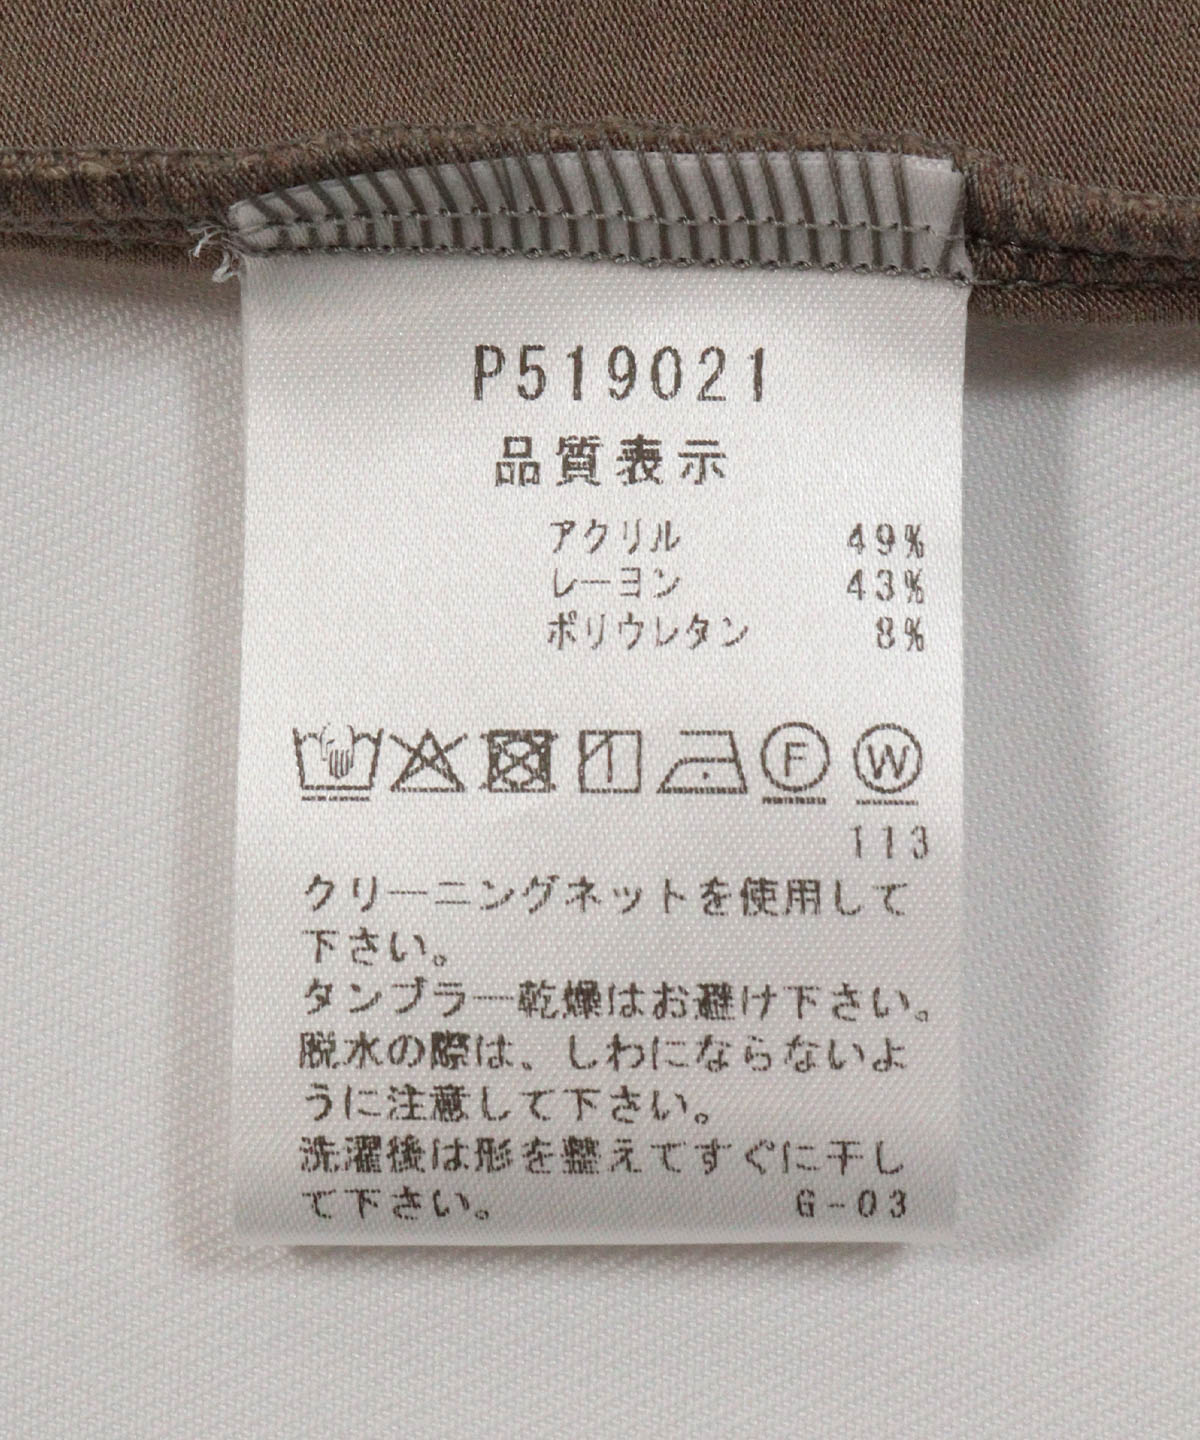 P519021
品質表示
アクリル 49%
レーヨン 43%
ポリウレタン 8%
F W
113
クリーニングネットを使用して
下さい。
タンブラー乾燥はお避け下さい。
脱水の際は、しわにならないよ
うに注意して下さい。
洗濯後は形を整えてすぐに干し
て下さい。 G-03